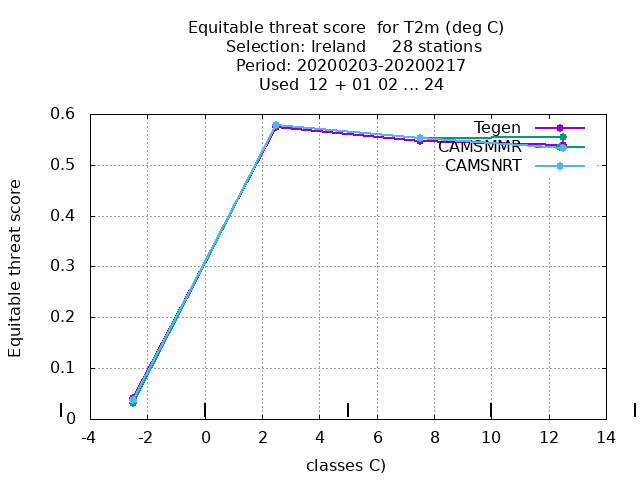 Equitable threat score for T2m (deg C)
Selection: Ireland 28 stations
Period: 20200203-20200217
Used 12 + 01 02 ... 24
Equitable threat score
0.6
0.5
0.4
0.3
0.2
0.1
0
-4 -2 0 2 4 6 8 10 12 14
classes C)
Tegen
CAMSMMR
CAMSNRT